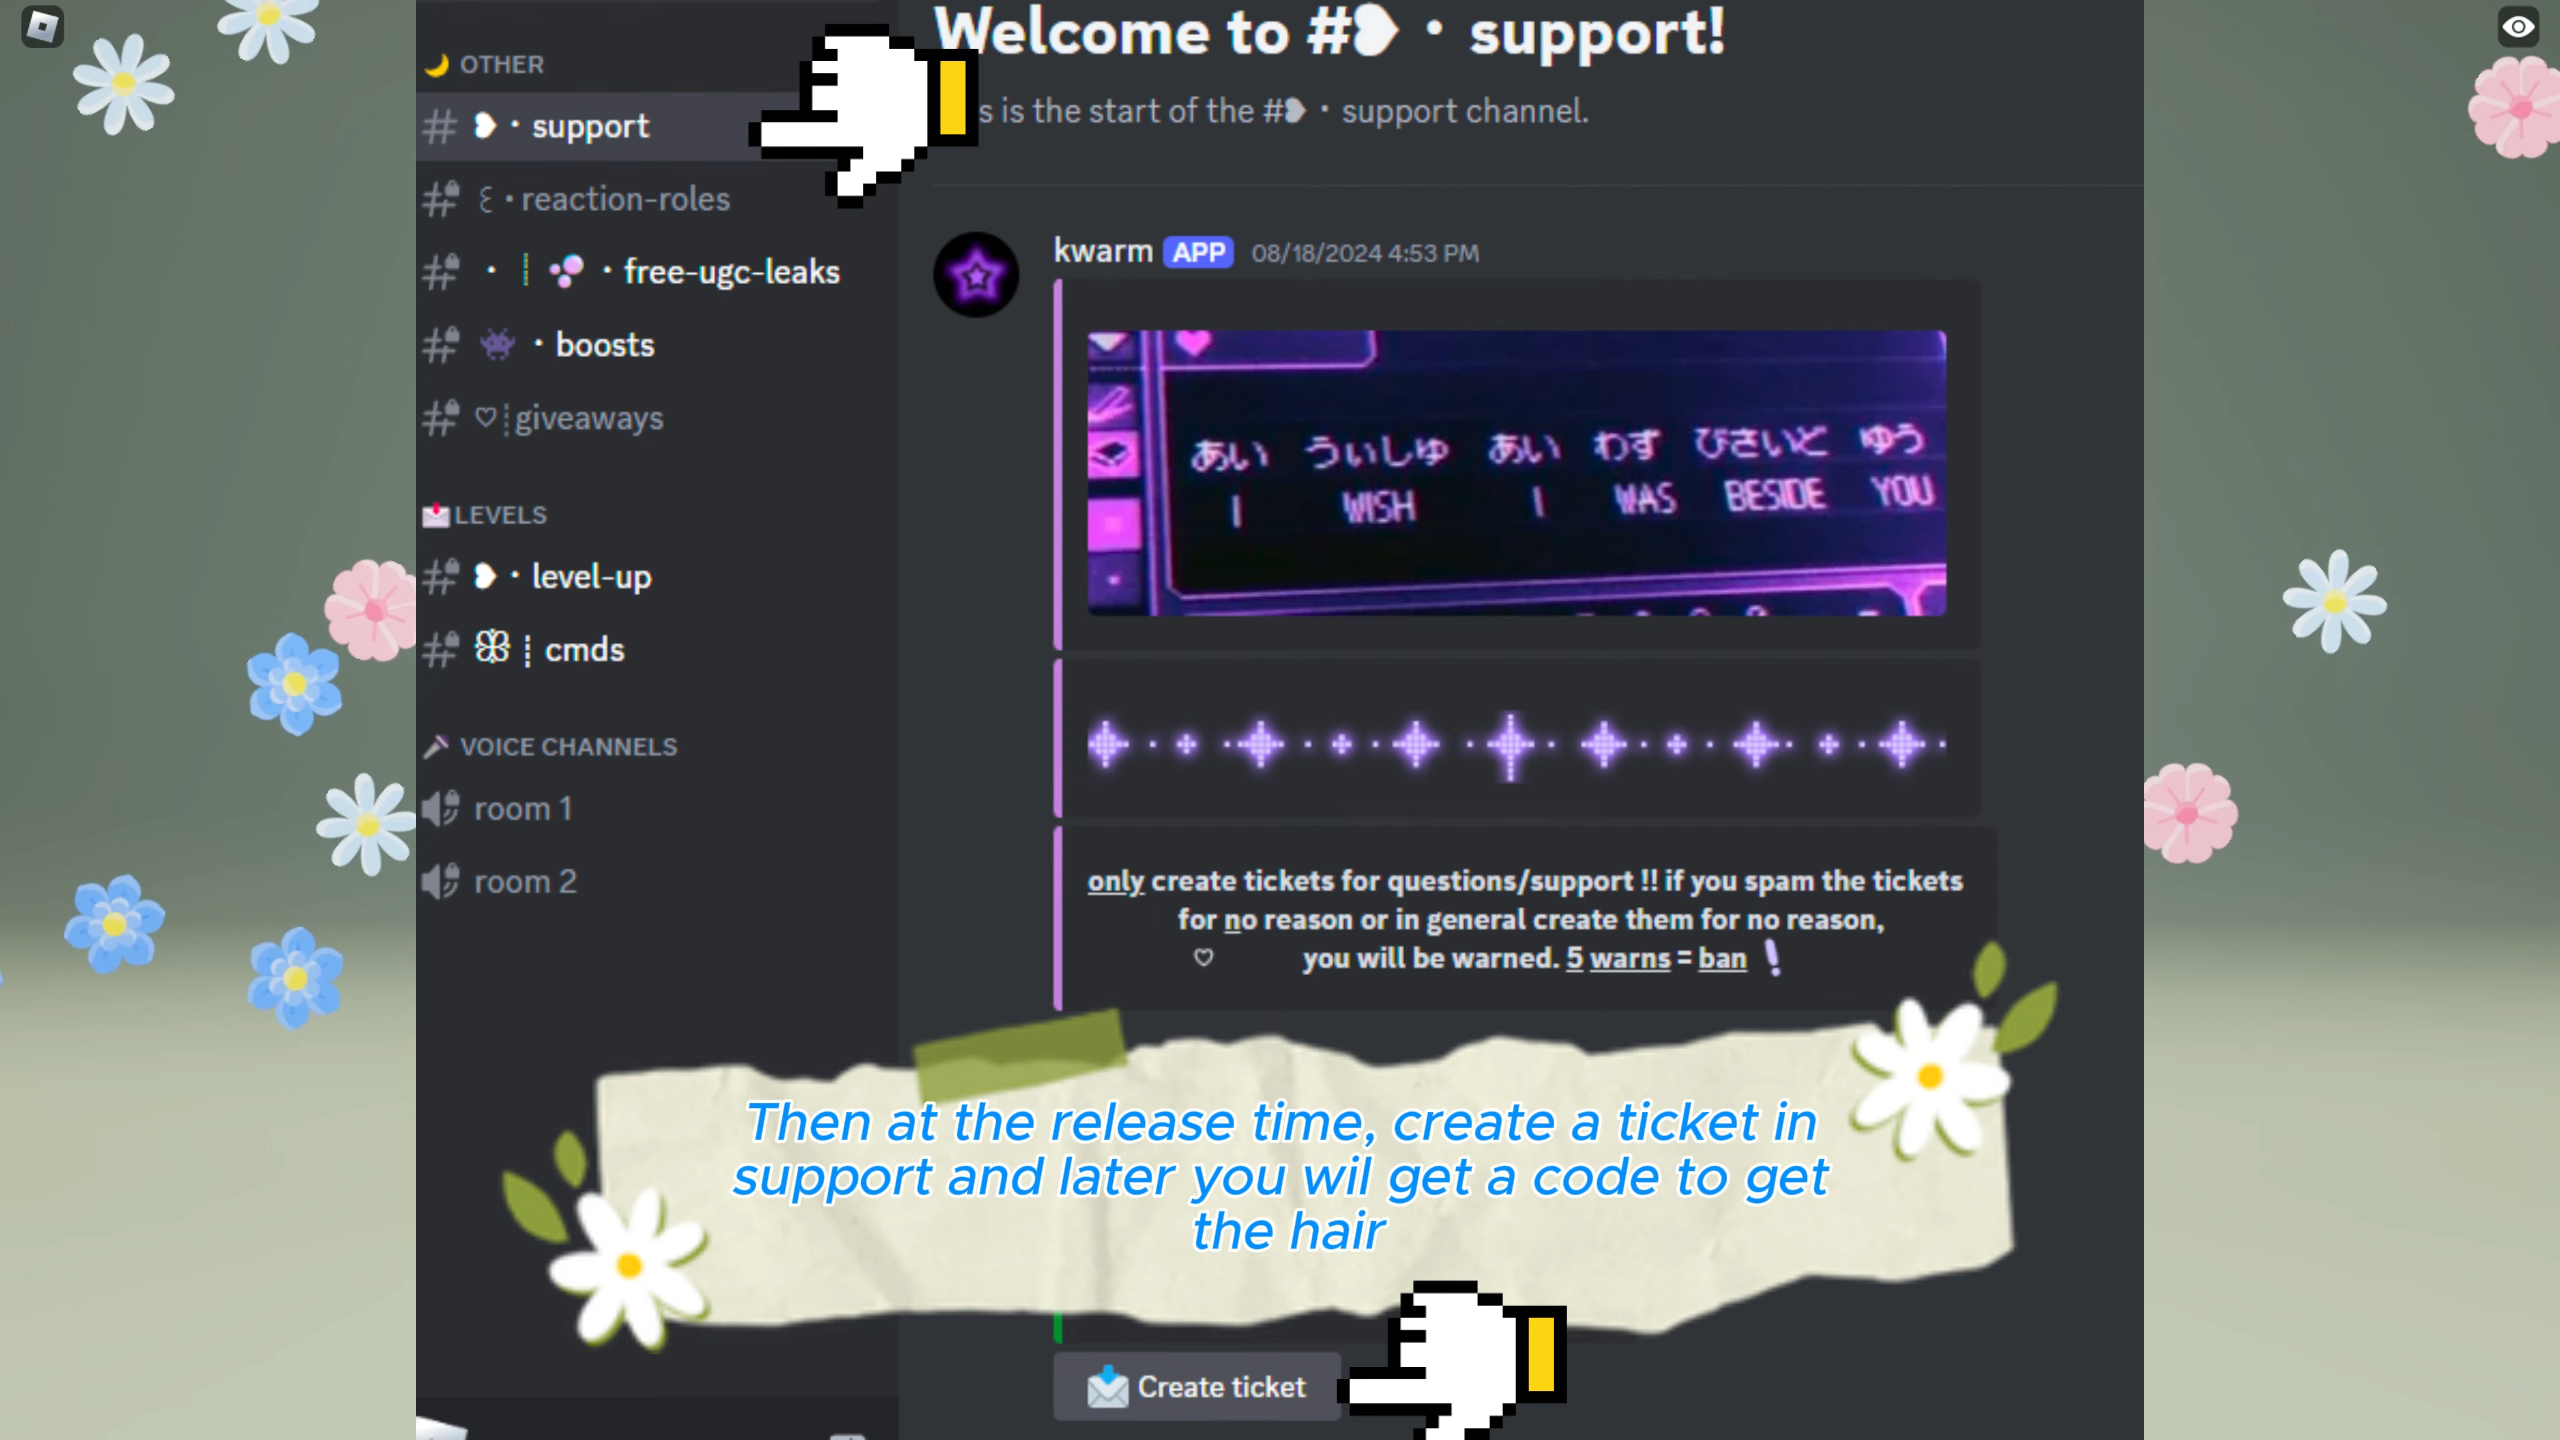 OTHER
# ❥・support
꒰・reaction-roles
・┊・free-ugc-leaks
・boosts
♡┊giveaways
LEVELS
❥・level-up
ꕤ┊cmds
VOICE CHANNELS
room 1
room 2
Welcome to #❥・support!
s is the start of the #❥・support channel.
kwarm APP 08/18/2024 4:53 PM
あい うぃしゅ あい わず びさいど ゆう
I WISH I WAS BESIDE YOU
only create tickets for questions/support !! if you spam the tickets
for no reason or in general create them for no reason,
♡ you will be warned. 5 warns = ban
Then at the release time, create a ticket in
support and later you wil get a code to get
the hair
Create ticket